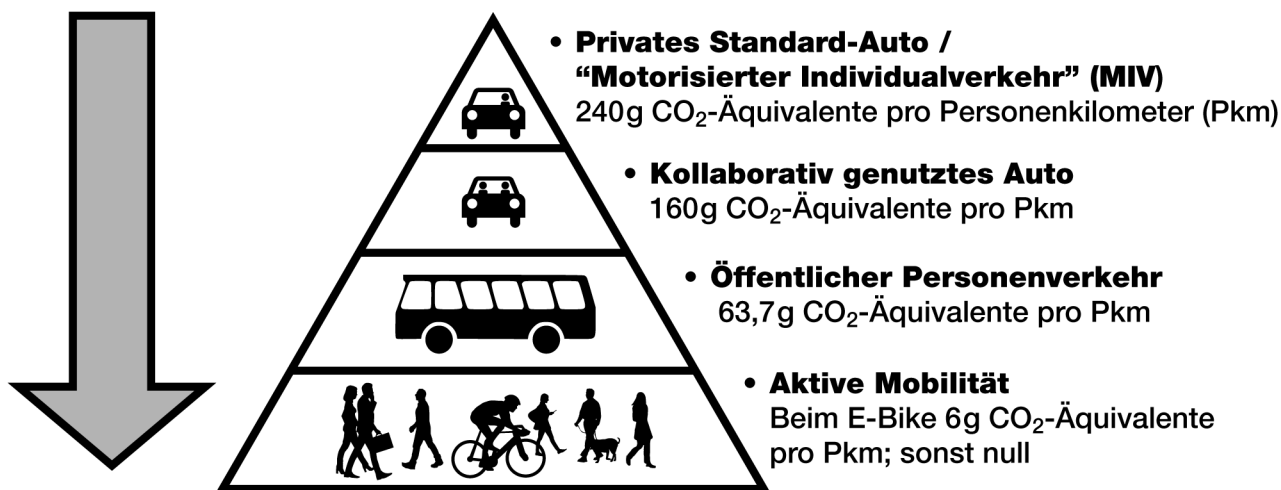 • Privates Standard-Auto /
“Motorisierter Individualverkehr” (MIV)
240g CO₂-Äquivalente pro Personenkilometer (Pkm)
• Kollaborativ genutztes Auto
160g CO₂-Äquivalente pro Pkm
• Öffentlicher Personenverkehr
63,7g CO₂-Äquivalente pro Pkm
• Aktive Mobilität
Beim E-Bike 6g CO₂-Äquivalente
pro Pkm; sonst null